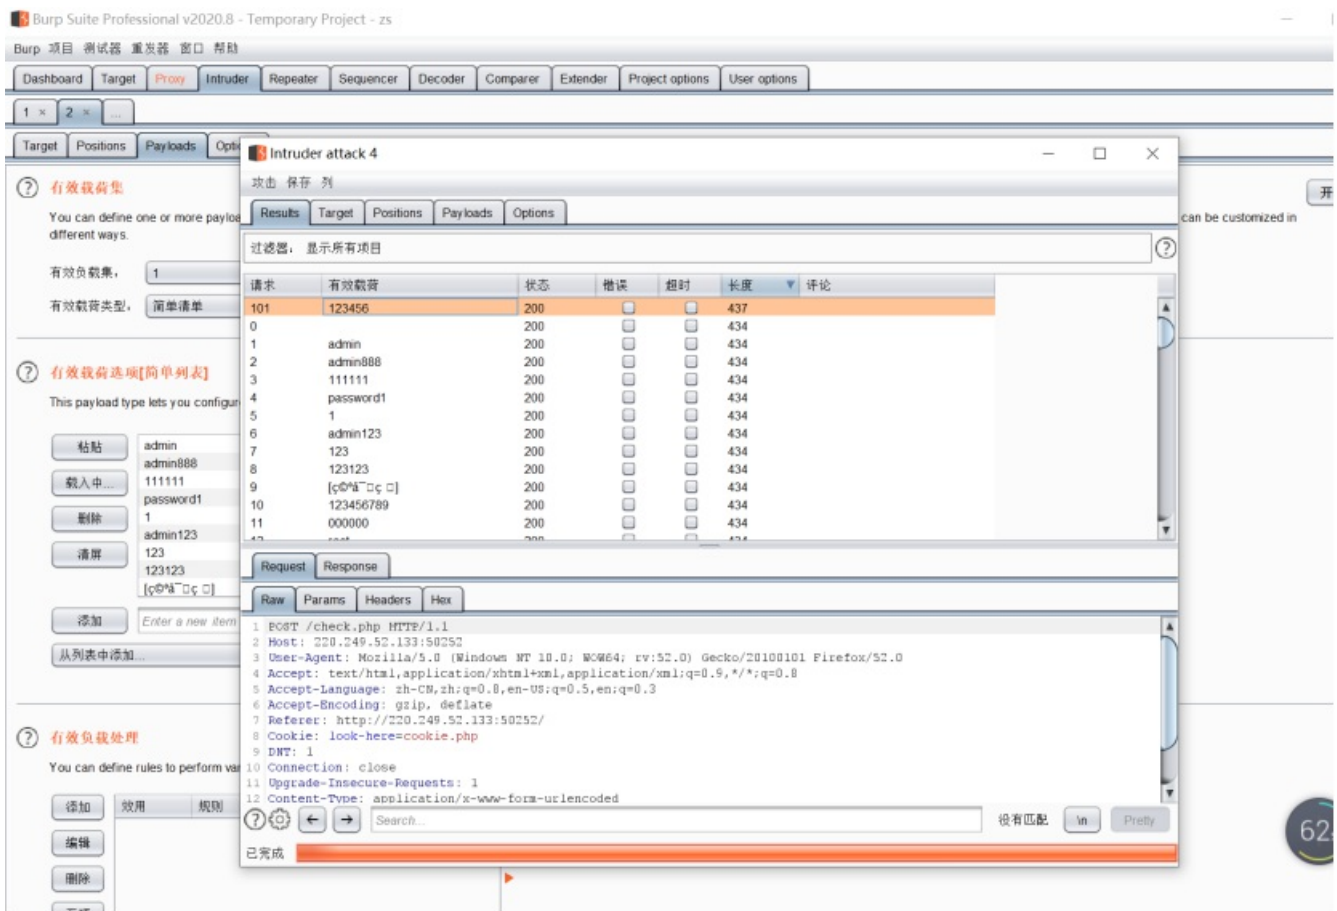 Burp Suite Professional v2020.8 - Temporary Project - zs
Burp 项目 测试器 重发器 窗口 帮助
Dashboard Target Proxy Intruder Repeater Sequencer Decoder Comparer Extender Project options User options
1 × 2 × ...
Target Positions Payloads
Intruder attack 4
攻击 保存 列
有效载荷集
开
You can define one or more
can be customized in
different ways.
Results Target Positions Payloads Options
过滤器： 显示所有项目
有效负载集： 1
有效载荷类型： 简单清单
请求 有效载荷 状态 错误 超时 长度 评论
101 123456 200 437
0 200 434
1 admin 200 434
2 admin888 200 434
3 111111 200 434
4 password1 200 434
5 1 200 434
6 admin123 200 434
7 123 200 434
8 123123 200 434
9 [ç©ºå¯□ç □] 200 434
10 123456789 200 434
11 000000 200 434
有效载荷选项[简单列表]
This payload type lets you
粘贴
载入中...
删除
清屏
admin
admin888
111111
password1
1
admin123
123
123123
[ç©ºå¯□ç □]
添加 Enter a new item
从列表中添加...
有效负载处理
You can define rules to perform
添加 效用 规则
编辑
删除
Request Response
Raw Params Headers Hex
1 POST /check.php HTTP/1.1
2 Host: 220.249.52.133:50252
3 User-Agent: Mozilla/5.0 (Windows NT 10.0; WOW64; rv:52.0) Gecko/20100101 Firefox/52.0
4 Accept: text/html,application/xhtml+xml,application/xml;q=0.9,*/*;q=0.8
5 Accept-Language: zh-CN,zh;q=0.8,en-US;q=0.5,en;q=0.3
6 Accept-Encoding: gzip, deflate
7 Referer: http://220.249.52.133:50252/
8 Cookie: look-here=cookie.php
9 DNT: 1
10 Connection: close
11 Upgrade-Insecure-Requests: 1
12 Content-Type: application/x-www-form-urlencoded
Search... 没有匹配 \n Pretty
已完成
62